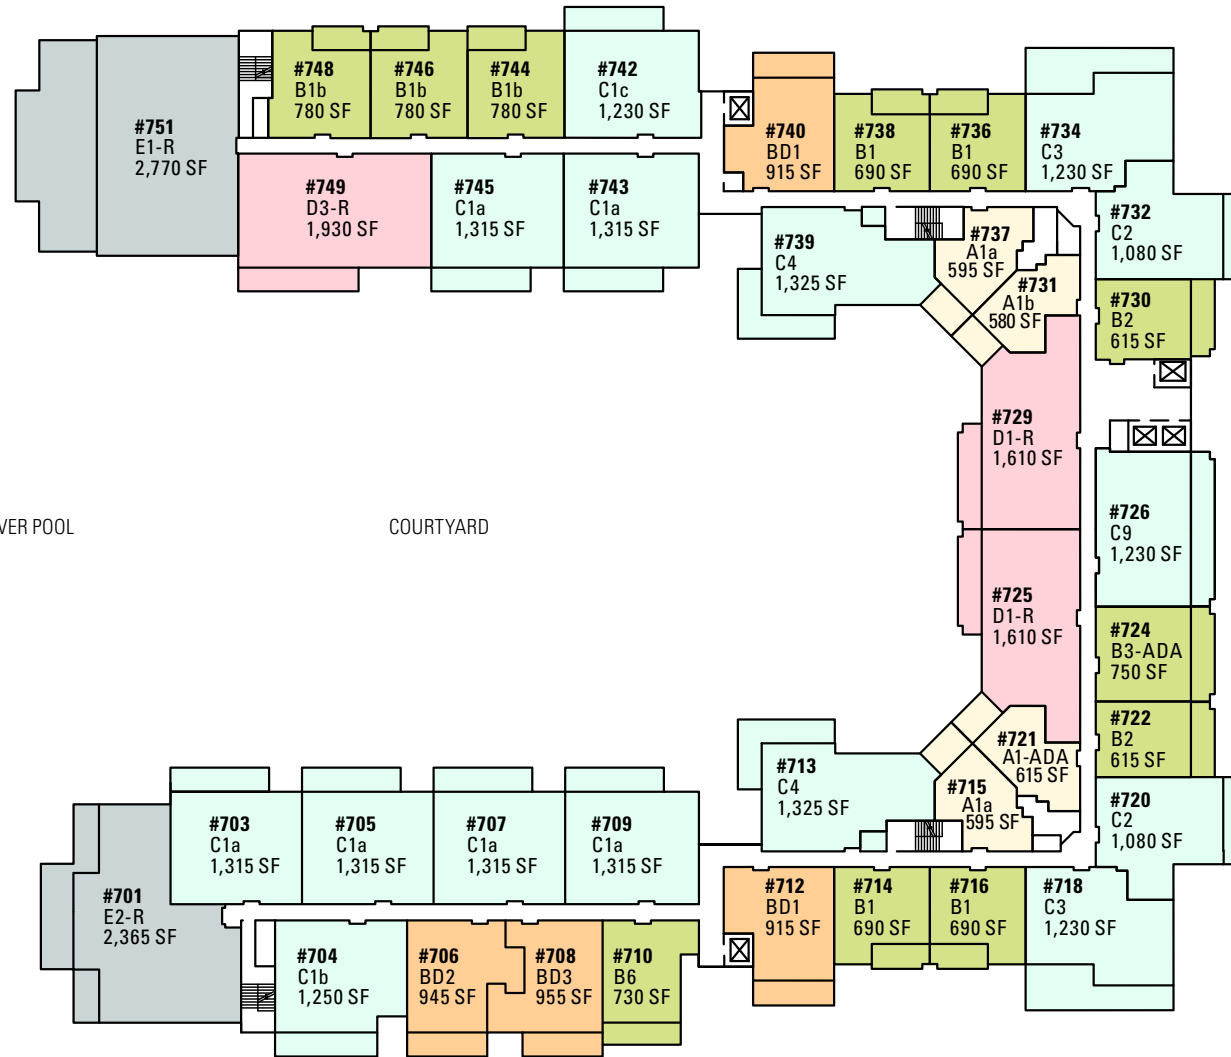 #751
E1-R
2,770 SF
#748
B1b
780 SF
#746
B1b
780 SF
#744
B1b
780 SF
#742
C1c
1,230 SF
#740
BD1
915 SF
#738
B1
690 SF
#736
B1
690 SF
#734
C3
1,230 SF
#749
D3-R
1,930 SF
#745
C1a
1,315 SF
#743
C1a
1,315 SF
#739
C4
1,325 SF
#737
A1a
595 SF
#731
A1b
580 SF
#732
C2
1,080 SF
#730
B2
615 SF
#729
D1-R
1,610 SF
VER POOL
COURTYARD
#726
C9
1,230 SF
#725
D1-R
1,610 SF
#724
B3-ADA
750 SF
#722
B2
615 SF
#721
A1-ADA
615 SF
#713
C4
1,325 SF
#715
A1a
595 SF
#720
C2
1,080 SF
#703
C1a
1,315 SF
#705
C1a
1,315 SF
#707
C1a
1,315 SF
#709
C1a
1,315 SF
#701
E2-R
2,365 SF
#712
BD1
915 SF
#714
B1
690 SF
#716
B1
690 SF
#718
C3
1,230 SF
#704
C1b
1,250 SF
#706
BD2
945 SF
#708
BD3
955 SF
#710
B6
730 SF